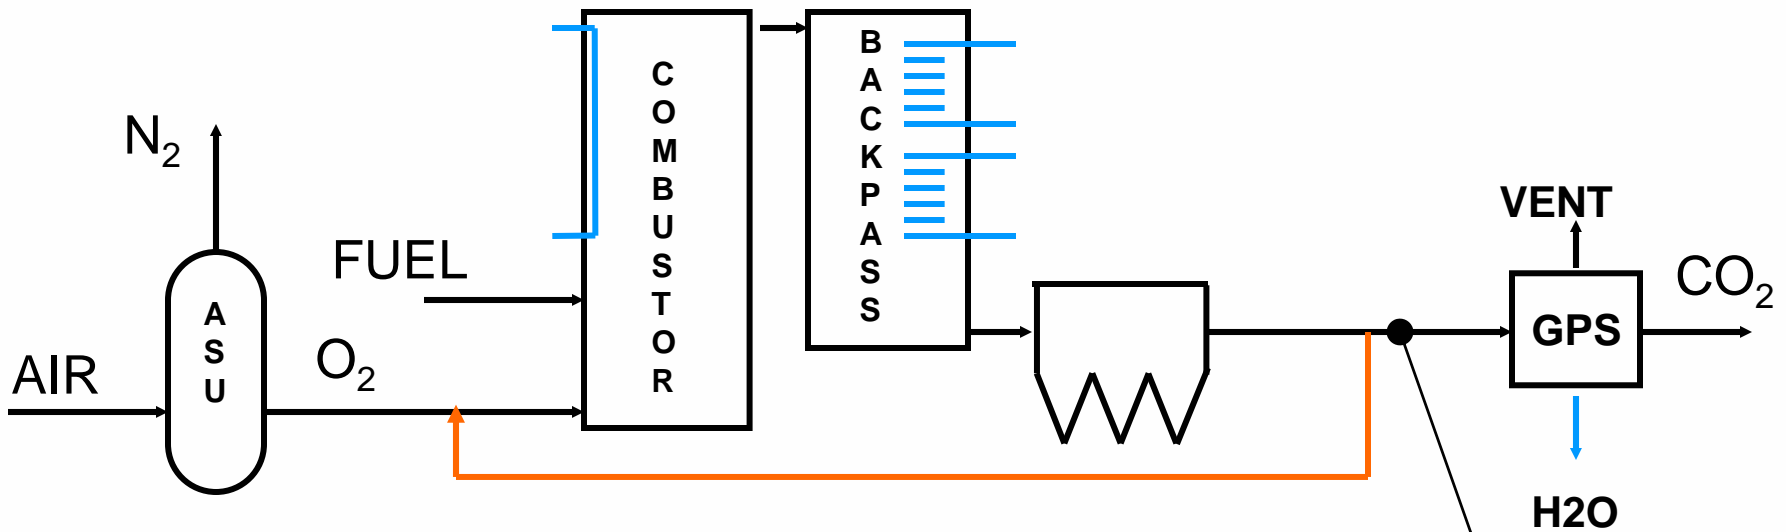 N2
AIR
ASU
O2
FUEL
COMBUSTOR
BACKPASS
VENT
GPS
CO2
H2O